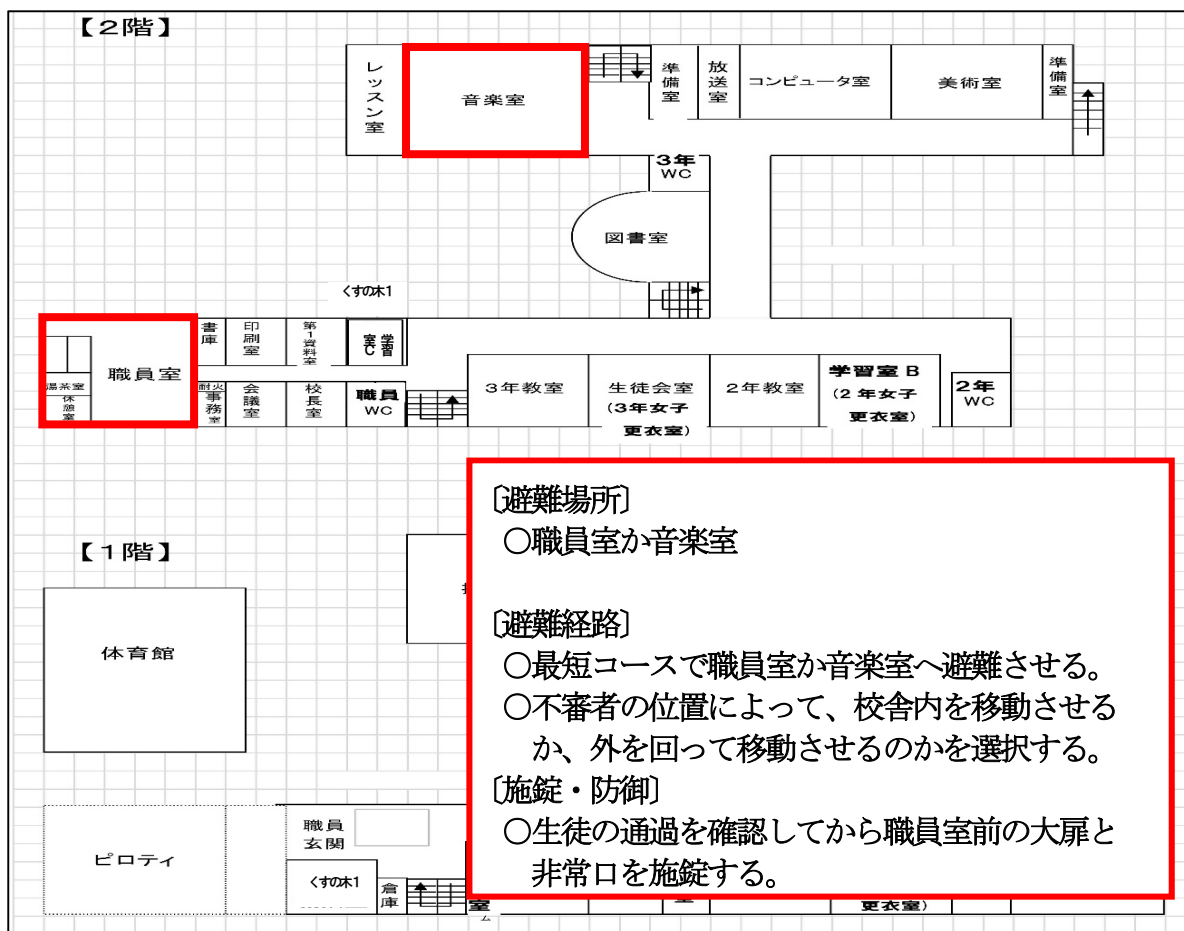 【2階】
レッスン室
音楽室
準備室
放送室
コンピュータ室
美術室
準備室
3年
WC
図書室
くすの木1
職員室
湯茶室
休憩室
書庫
印刷室
第1資料室
学習室C
耐火
事務室
会議室
校長室
職員
WC
3年教室
生徒会室
(3年女子
更衣室)
2年教室
学習室 B
(2 年女子
更衣室)
2年
WC
【1階】
体育館
ピロティ
職員
玄関
くすの木1
倉庫
室
室
更衣室)
〔避難場所〕
○職員室か音楽室
〔避難経路〕
○最短コースで職員室か音楽室へ避難させる。
○不審者の位置によって、校舎内を移動させる
か、外を回って移動させるのかを選択する。
〔施錠・防御〕
○生徒の通過を確認してから職員室前の大扉と
非常口を施錠する。